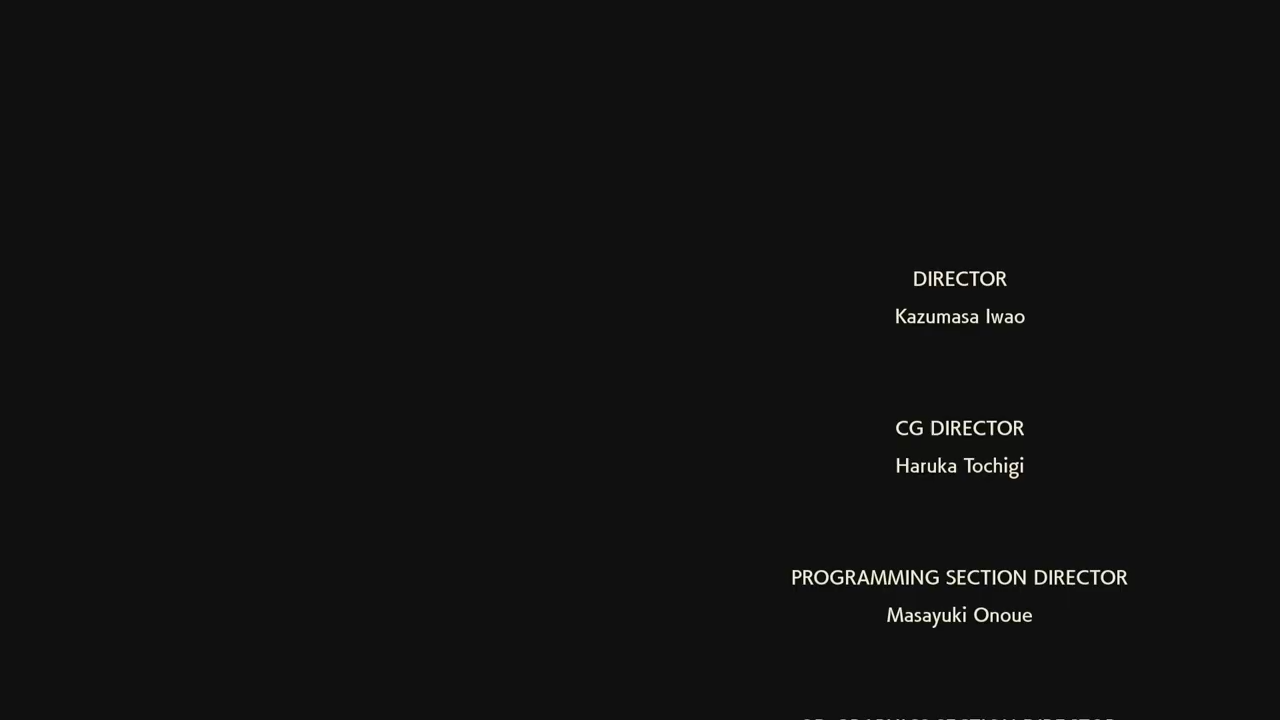 DIRECTOR
Kazumasa Iwao
CG DIRECTOR
Haruka Tochigi
PROGRAMMING SECTION DIRECTOR
Masayuki Onoue